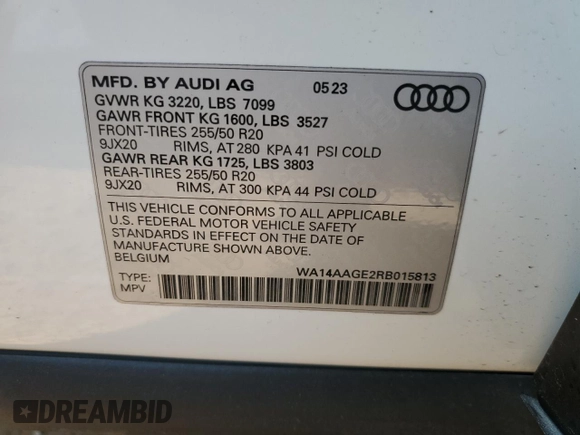 MFD. BY AUDI AG 05 23
GVWR KG 3220, LBS 7099
GAWR FRONT KG 1600, LBS 3527
FRONT-TIRES 255/50 R20
9JX20 RIMS, AT 280 KPA 41 PSI COLD
GAWR REAR KG 1725, LBS 3803
REAR-TIRES 255/50 R20
9JX20 RIMS, AT 300 KPA 44 PSI COLD
THIS VEHICLE CONFORMS TO ALL APPLICABLE
U.S. FEDERAL MOTOR VEHICLE SAFETY
STANDARDS IN EFFECT ON THE DATE OF
MANUFACTURE SHOWN ABOVE.
BELGIUM
WA14AAGE2RB015813
TYPE:
MPV
DREAMBID